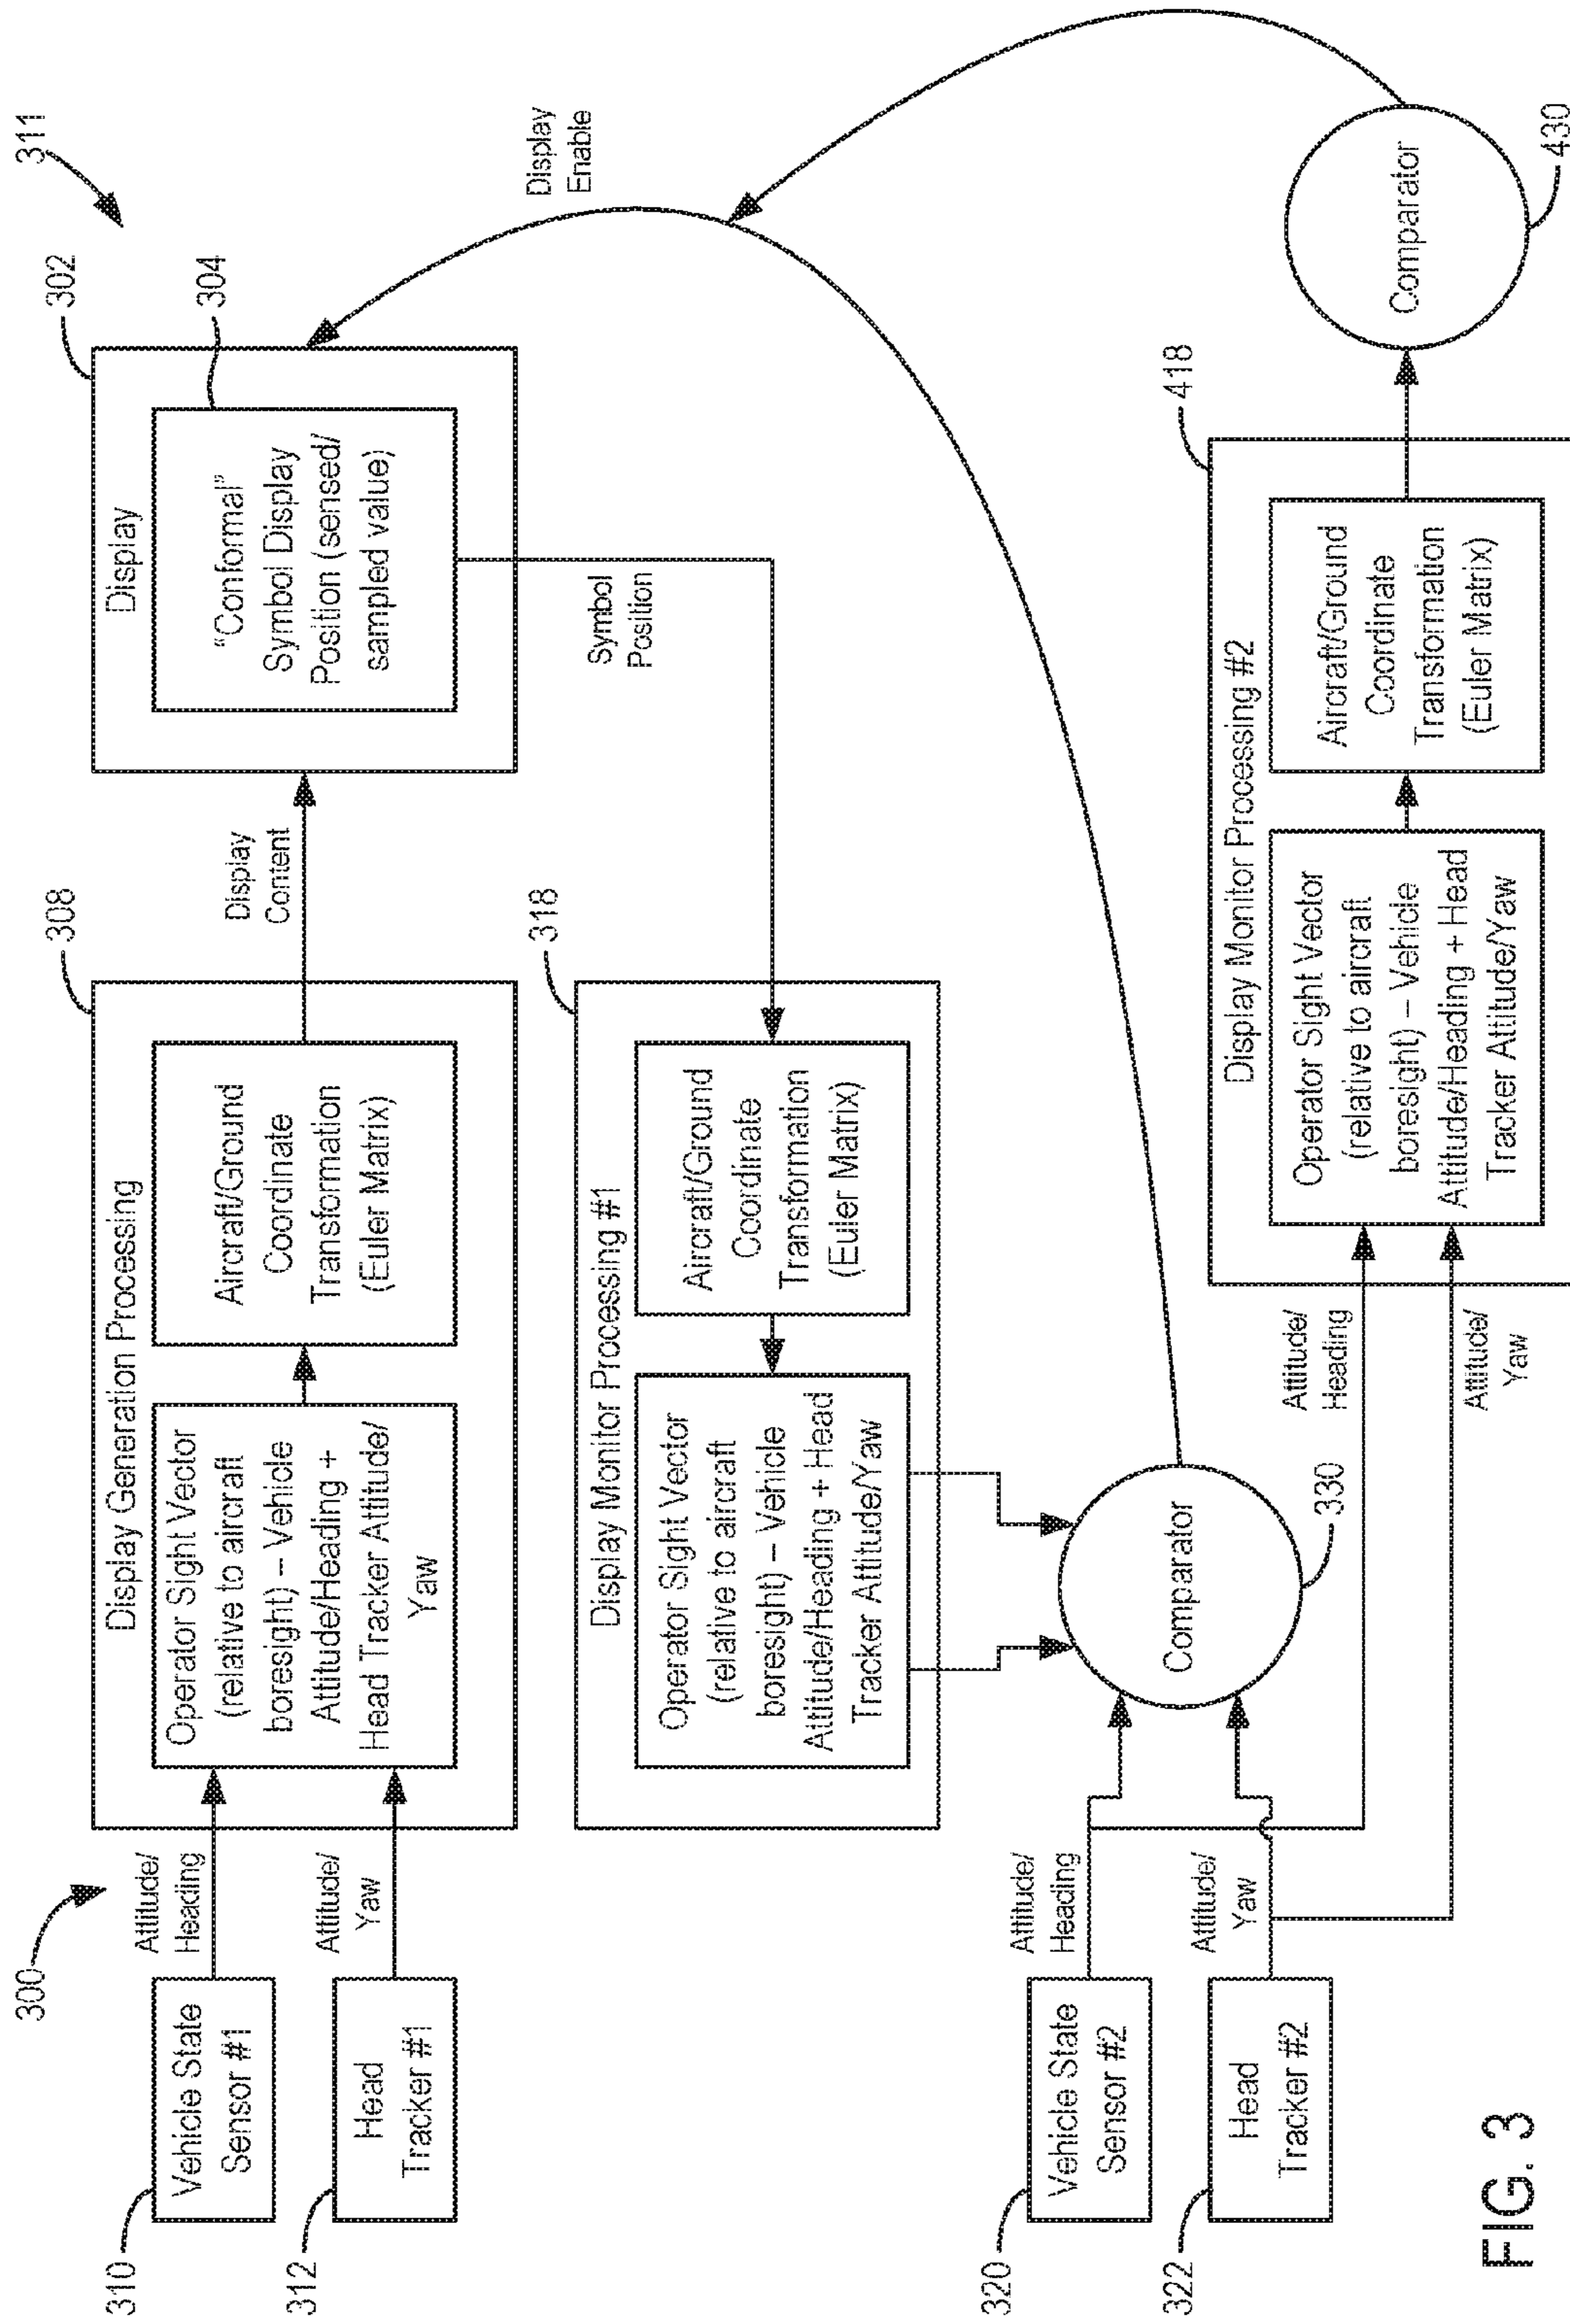 300
311
310
Vehicle State
Sensor #1
312
Head
Tracker #1
Attitude/
Heading
Attitude/
Yaw
308
Display Generation Processing
Operator Sight Vector
(relative to aircraft
boresight) – Vehicle
Attitude/Heading +
Head Tracker Attitude/
Yaw
Aircraft/Ground
Coordinate
Transformation
(Euler Matrix)
Display
Content
302
Display
304
"Conformal"
Symbol Display
Position (sensed/
sampled value)
Symbol
Position
Display
Enable
318
Display Monitor Processing #1
Operator Sight Vector
(relative to aircraft
boresight) – Vehicle
Attitude/Heading + Head
Tracker Attitude/Yaw
Aircraft/Ground
Coordinate
Transformation
(Euler Matrix)
320
Vehicle State
Sensor #2
322
Head
Tracker #2
Attitude/
Heading
Attitude/
Yaw
Comparator
330
Attitude/
Heading
Attitude/
Yaw
418
Display Monitor Processing #2
Operator Sight Vector
(relative to aircraft
boresight) – Vehicle
Attitude/Heading + Head
Tracker Attitude/Yaw
Aircraft/Ground
Coordinate
Transformation
(Euler Matrix)
Comparator
430
FIG. 3